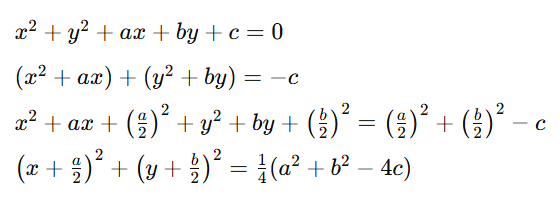 x² + y² + ax + by + c = 0
(x² + ax) + (y² + by) = −c
x² + ax + (a/2)² + y² + by + (b/2)² = (a/2)² + (b/2)² − c
(x + a/2)² + (y + b/2)² = 1/4(a² + b² − 4c)